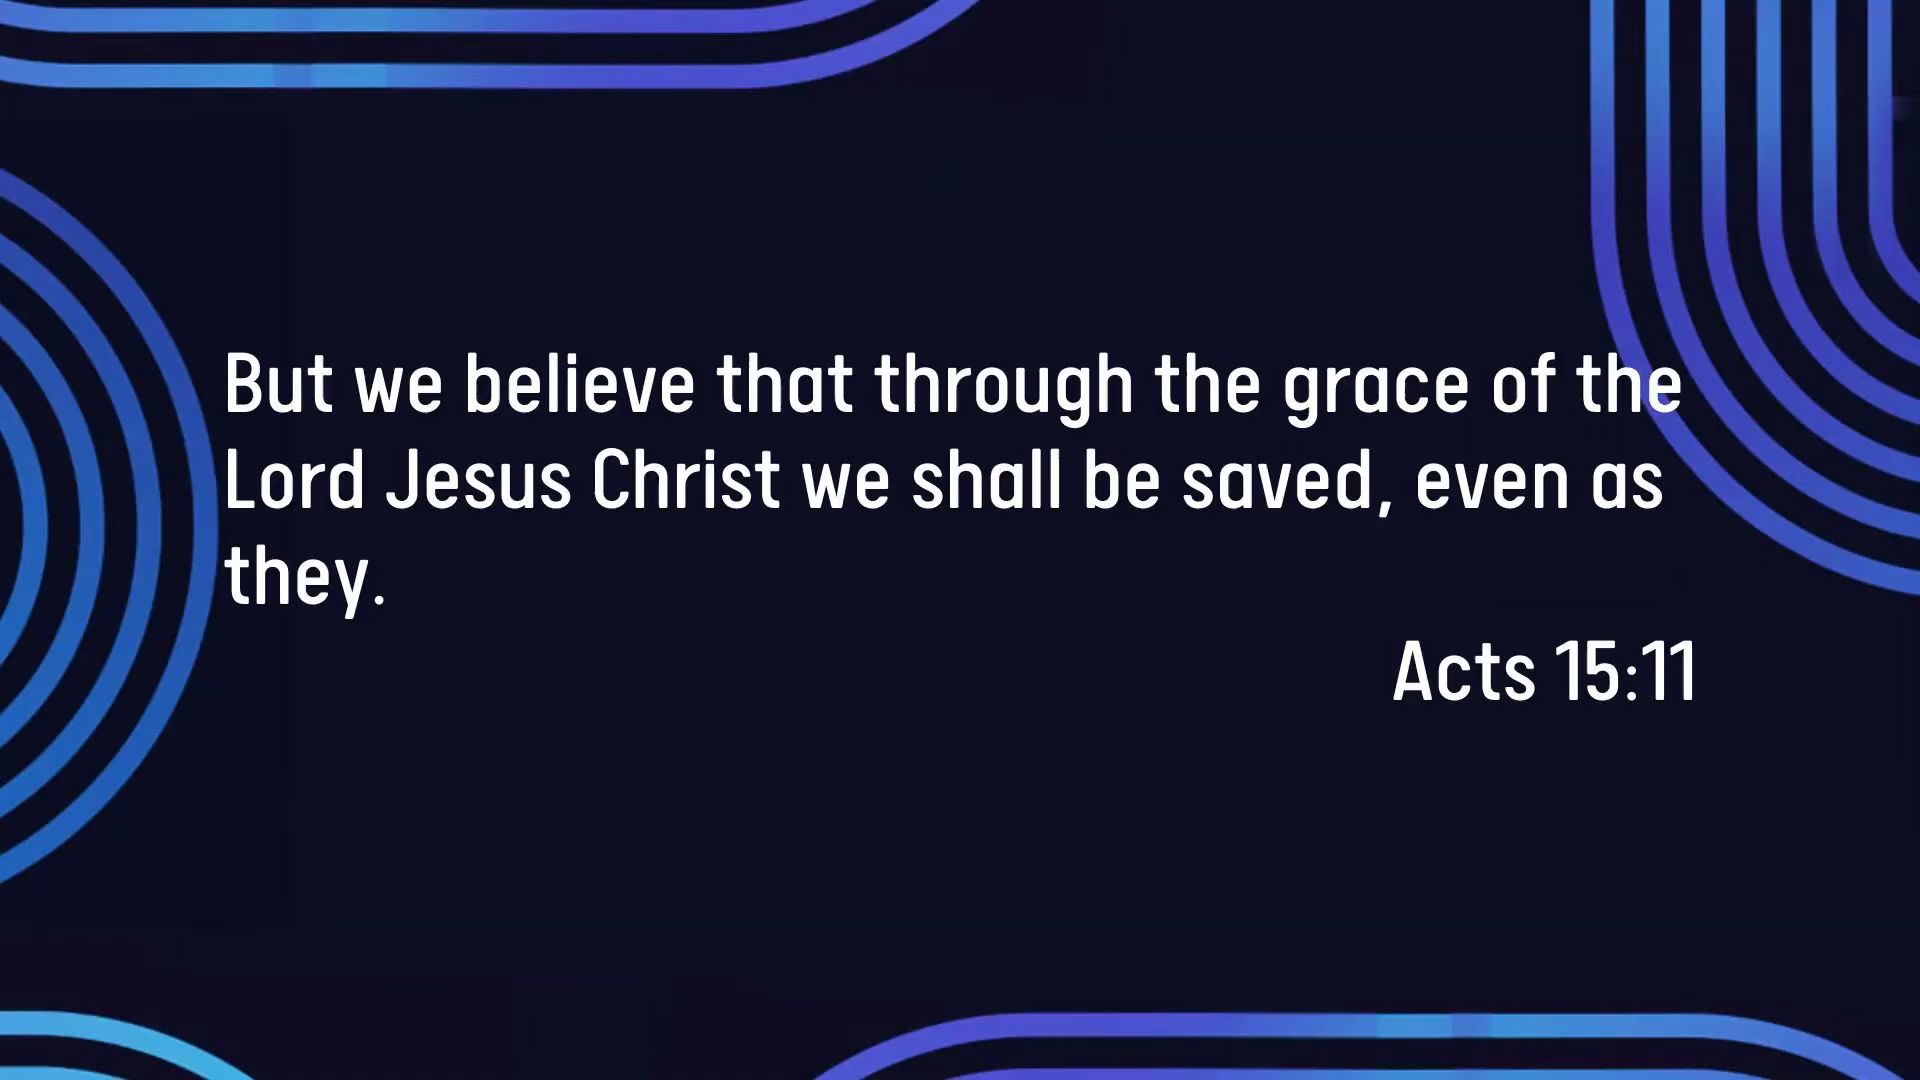 But we believe that through the grace of the
Lord Jesus Christ we shall be saved, even as
they.
Acts 15:11